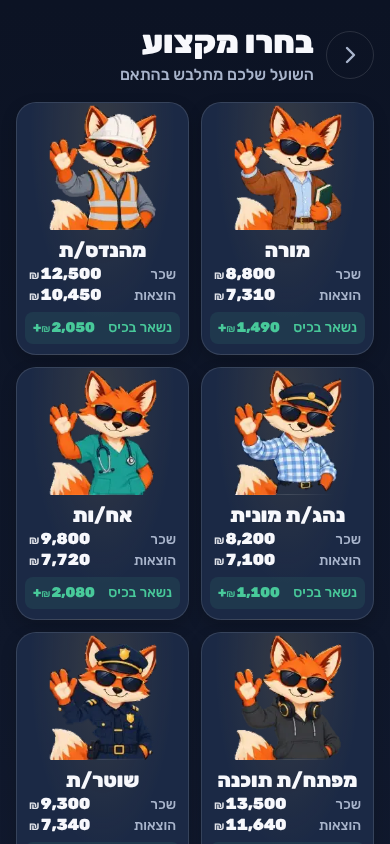 בחרו מקצוע
השועל שלכם מתלבש בהתאם
מורה
שכר ₪8,800
הוצאות ₪7,310
נשאר בכיס +₪1,490
מהנדס/ת
שכר ₪12,500
הוצאות ₪10,450
נשאר בכיס +₪2,050
נהג/ת מונית
שכר ₪8,200
הוצאות ₪7,100
נשאר בכיס +₪1,100
אח/ות
שכר ₪9,800
הוצאות ₪7,720
נשאר בכיס +₪2,080
מפתח/ת תוכנה
שכר ₪13,500
הוצאות ₪11,640
שוטר/ת
שכר ₪9,300
הוצאות ₪7,340